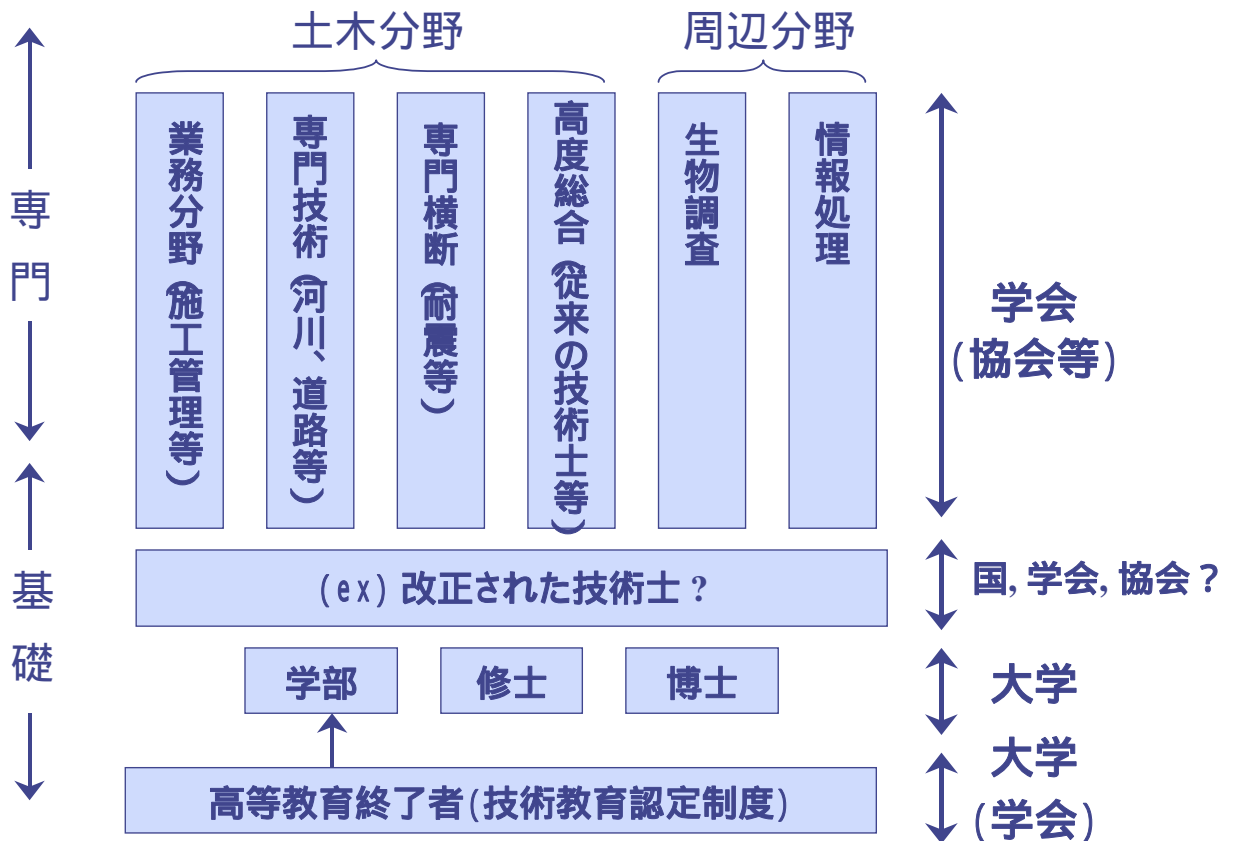 土木分野
周辺分野
専門
基礎
業務分野(施工管理等)
専門技術(河川、道路等)
専門横断(耐震等)
高度総合(従来の技術士等)
生物調査
情報処理
学会
(協会等)
(ex) 改正された技術士?
国, 学会, 協会?
学部
修士
博士
大学
高等教育終了者(技術教育認定制度)
大学
(学会)